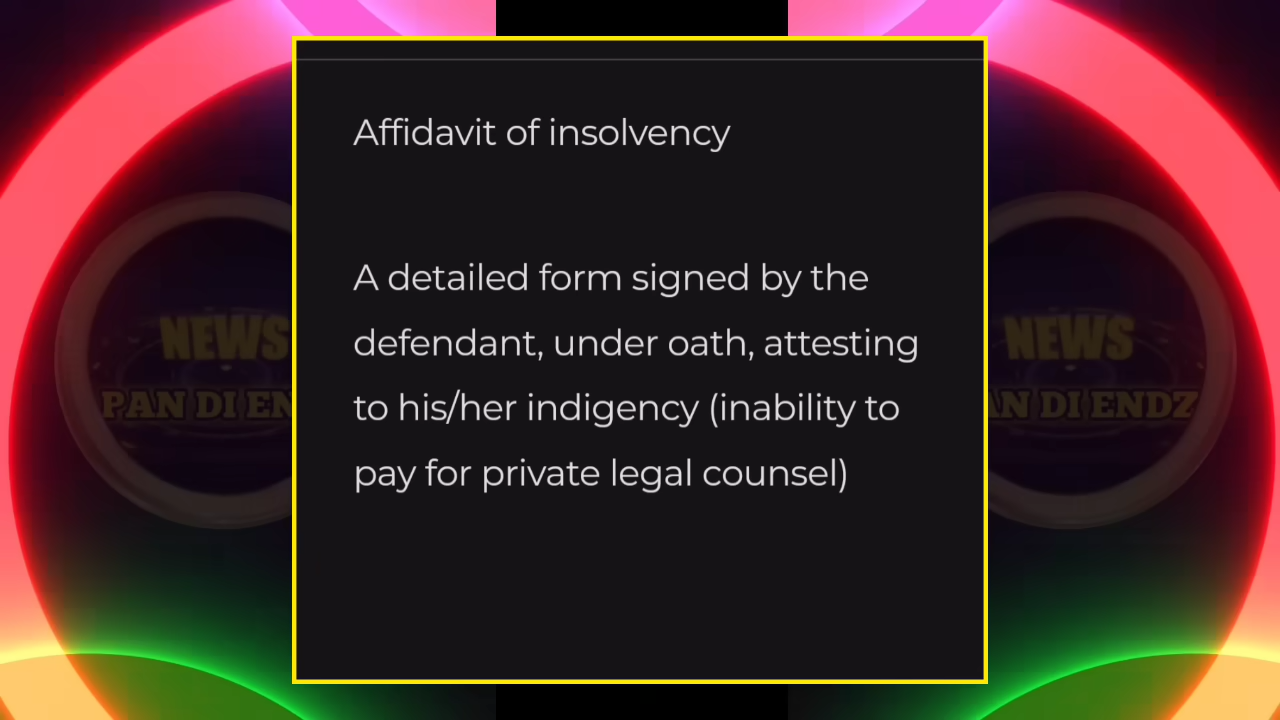 Affidavit of insolvency
A detailed form signed by the
defendant, under oath, attesting
to his/her indigency (inability to
pay for private legal counsel)
NEWS
PAN DI EN
NEWS
AN DI ENDZ